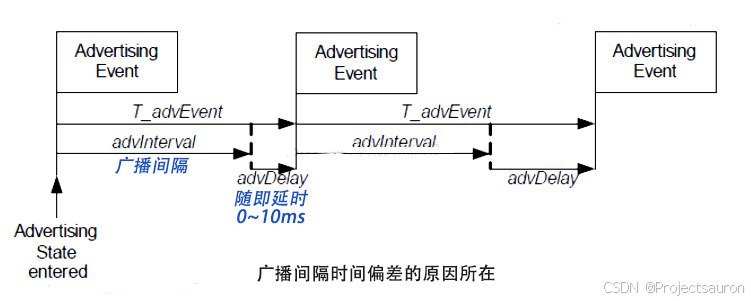 Advertising
Event
Advertising
Event
Advertising
Event
T_advEvent
T_advEvent
advInterval
advInterval
广播间隔
advDelay
advDelay
随即延时
0~10ms
Advertising
State
entered
广播间隔时间偏差的原因所在
CSDN @Projectsauron